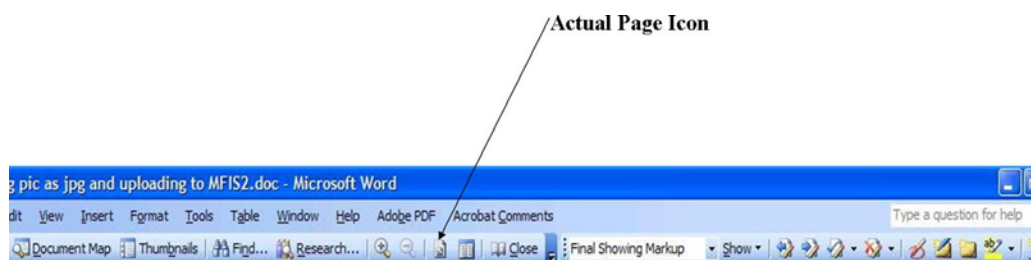 Actual Page Icon
g pic as jpg and uploading to MFIS2.doc - Microsoft Word
dit View Insert Format Tools Table Window Help Adobe PDF Acrobat Comments Type a question for help
Document Map Thumbnails Find... Research... Close Final Showing Markup Show